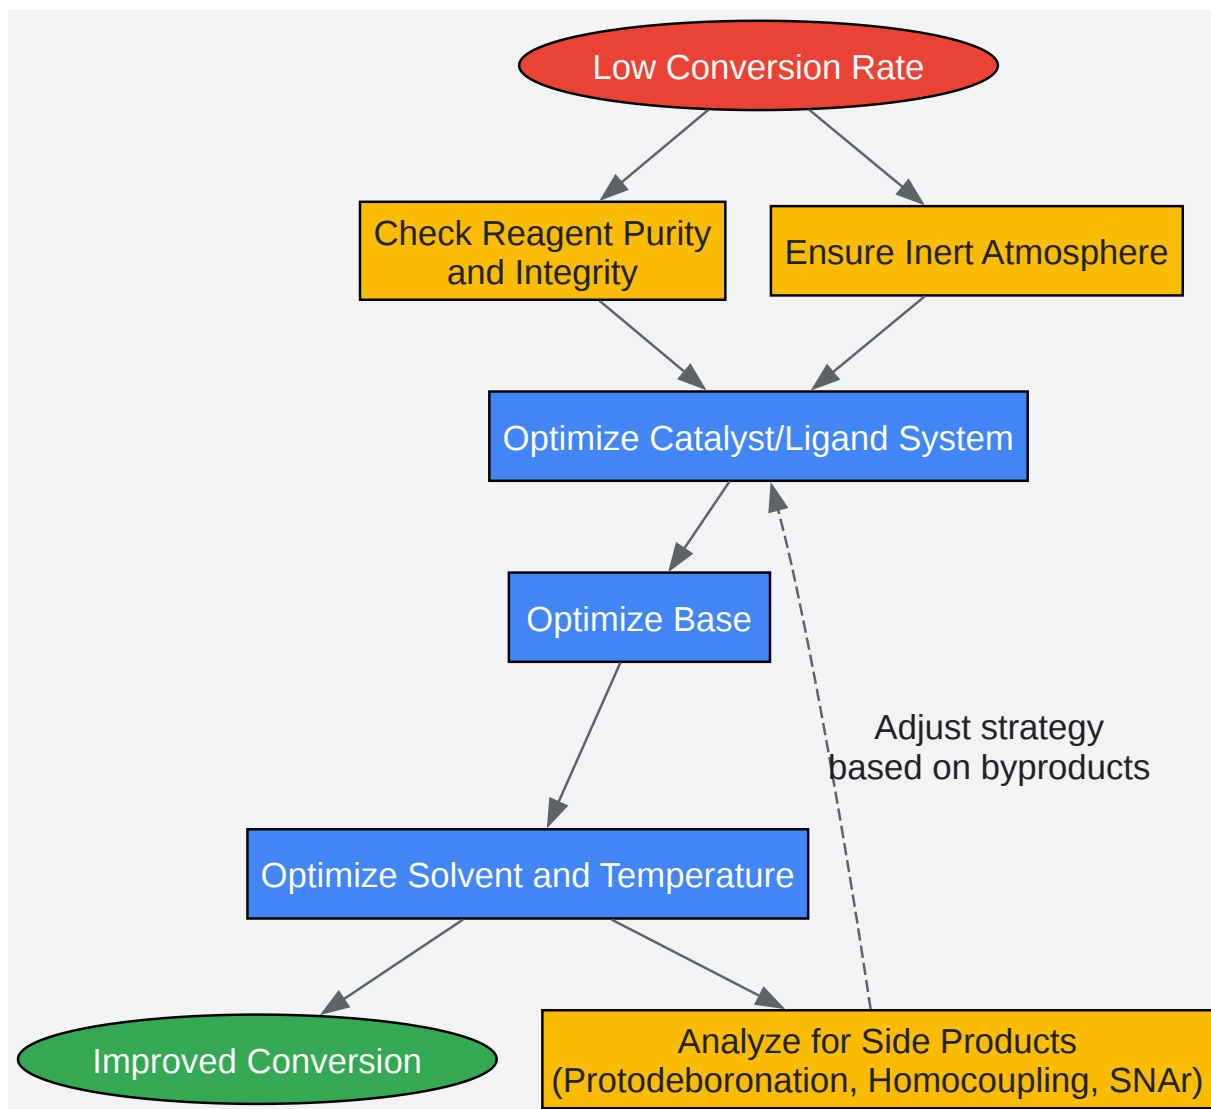 Low Conversion Rate
Check Reagent Purity
and Integrity
Ensure Inert Atmosphere
Optimize Catalyst/Ligand System
Optimize Base
Adjust strategy
based on byproducts
Optimize Solvent and Temperature
Improved Conversion
Analyze for Side Products
(Protodeboronation, Homocoupling, SNAr)